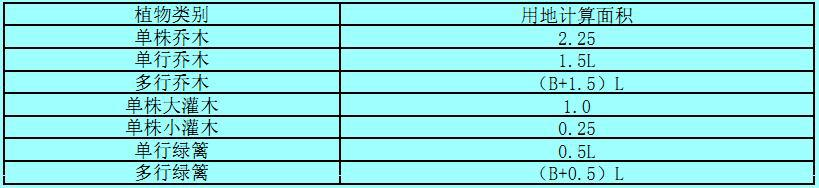 植物类别 用地计算面积
单株乔木 2.25
单行乔木 1.5L
多行乔木 （B+1.5）L
单株大灌木 1.0
单株小灌木 0.25
单行绿篱 0.5L
多行绿篱 （B+0.5）L